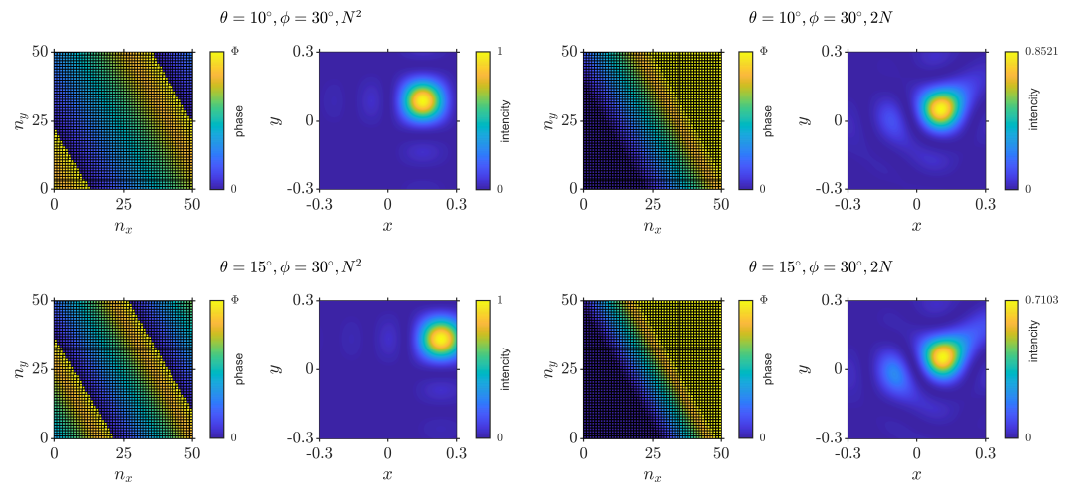 θ = 10°, ϕ = 30°, N²
θ = 10°, ϕ = 30°, 2N
50
25
0
n_y
0
25
50
n_x
Φ
0
phase
0.3
0
-0.3
y
-0.3
0
0.3
x
1
0
intencity
50
25
0
n_y
0
25
50
n_x
Φ
0
phase
0.3
0
-0.3
y
-0.3
0
0.3
x
0.8521
0
intencity
θ = 15°, ϕ = 30°, N²
θ = 15°, ϕ = 30°, 2N
50
25
0
n_y
0
25
50
n_x
Φ
0
phase
0.3
0
-0.3
y
-0.3
0
0.3
x
1
0
intencity
50
25
0
n_y
0
25
50
n_x
Φ
0
phase
0.3
0
-0.3
y
-0.3
0
0.3
x
0.7103
0
intencity